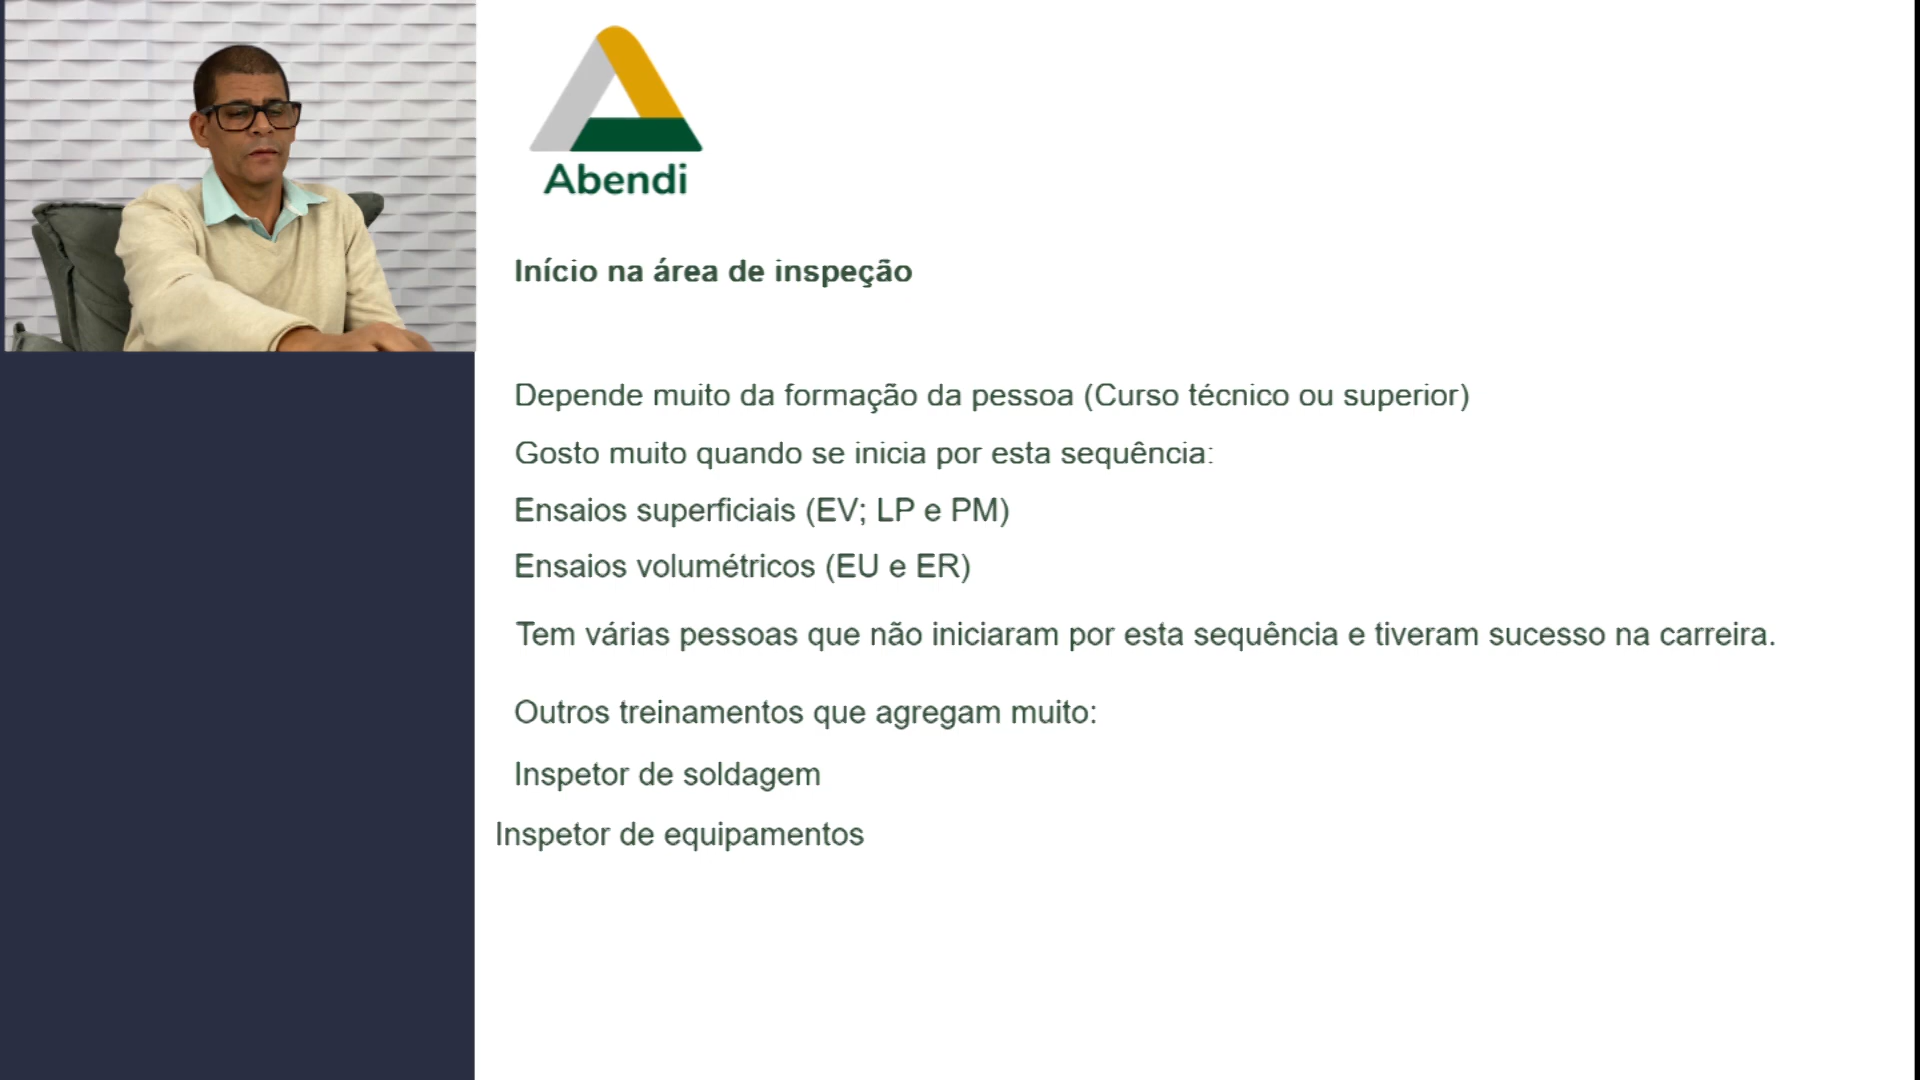 Abendi
Início na área de inspeção
Depende muito da formação da pessoa (Curso técnico ou superior)
Gosto muito quando se inicia por esta sequência:
Ensaios superficiais (EV; LP e PM)
Ensaios volumétricos (EU e ER)
Tem várias pessoas que não iniciaram por esta sequência e tiveram sucesso na carreira.
Outros treinamentos que agregam muito:
Inspetor de soldagem
Inspetor de equipamentos